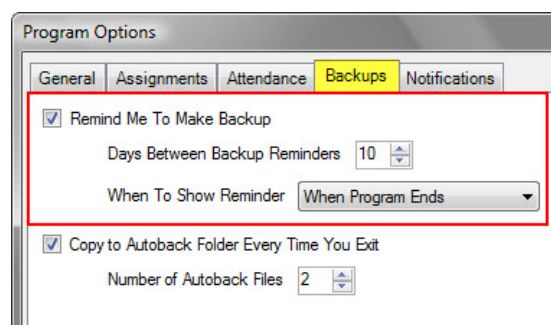 Program Options
General Assignments Attendance Backups Notifications
Remind Me To Make Backup
Days Between Backup Reminders 10
When To Show Reminder When Program Ends
Copy to Autoback Folder Every Time You Exit
Number of Autoback Files 2